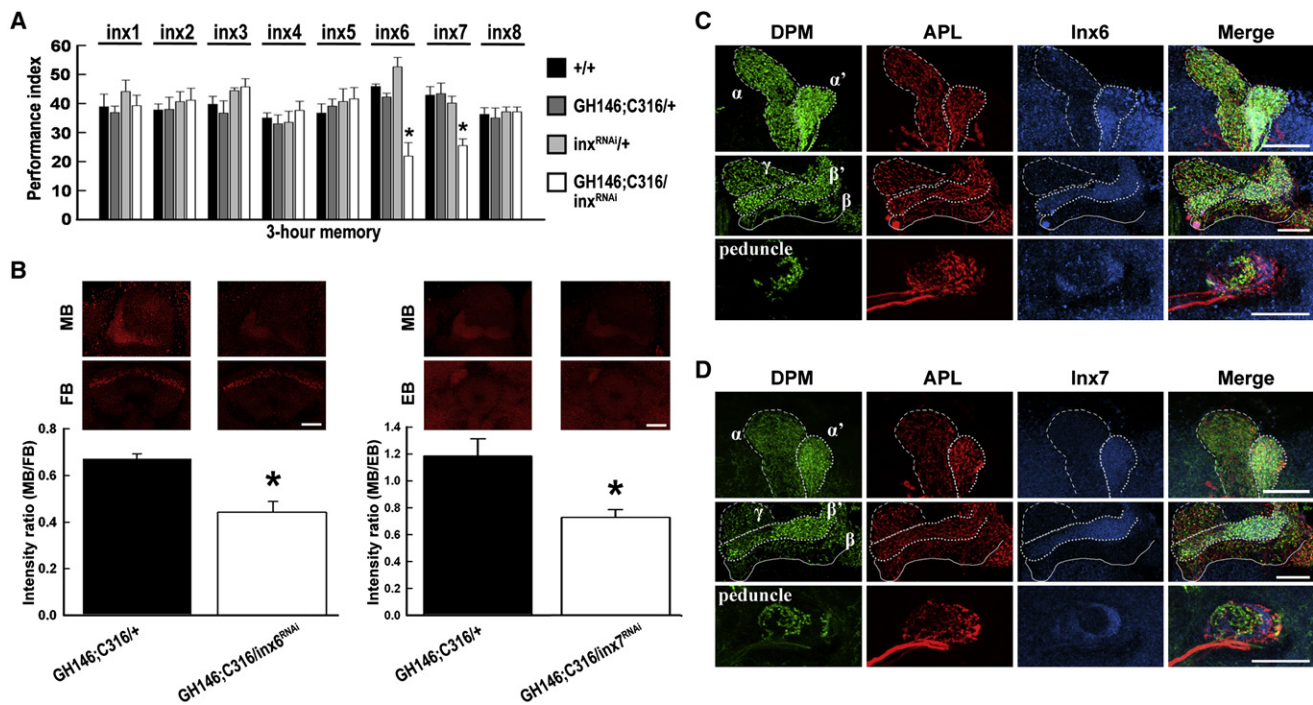 A
inx1 inx2 inx3 inx4 inx5 inx6 inx7 inx8
Performance index
60
50
40
30
20
10
0
* *
3-hour memory
+/+
GH146;C316/+
inxRNAi/+
GH146;C316/
inxRNAi
B
MB
FB
Intensity ratio (MB/FB)
0.8
0.6
0.4
0.2
0.0
*
GH146;C316/+
GH146;C316/inx6RNAi
MB
EB
Intensity ratio (MB/EB)
1.4
1.2
1.0
0.8
0.6
0.4
0.2
0.0
*
GH146;C316/+
GH146;C316/inx7RNAi
C
DPM APL Inx6 Merge
α α’
γ β’
β
peduncle
D
DPM APL Inx7 Merge
α α’
γ β’
β
peduncle